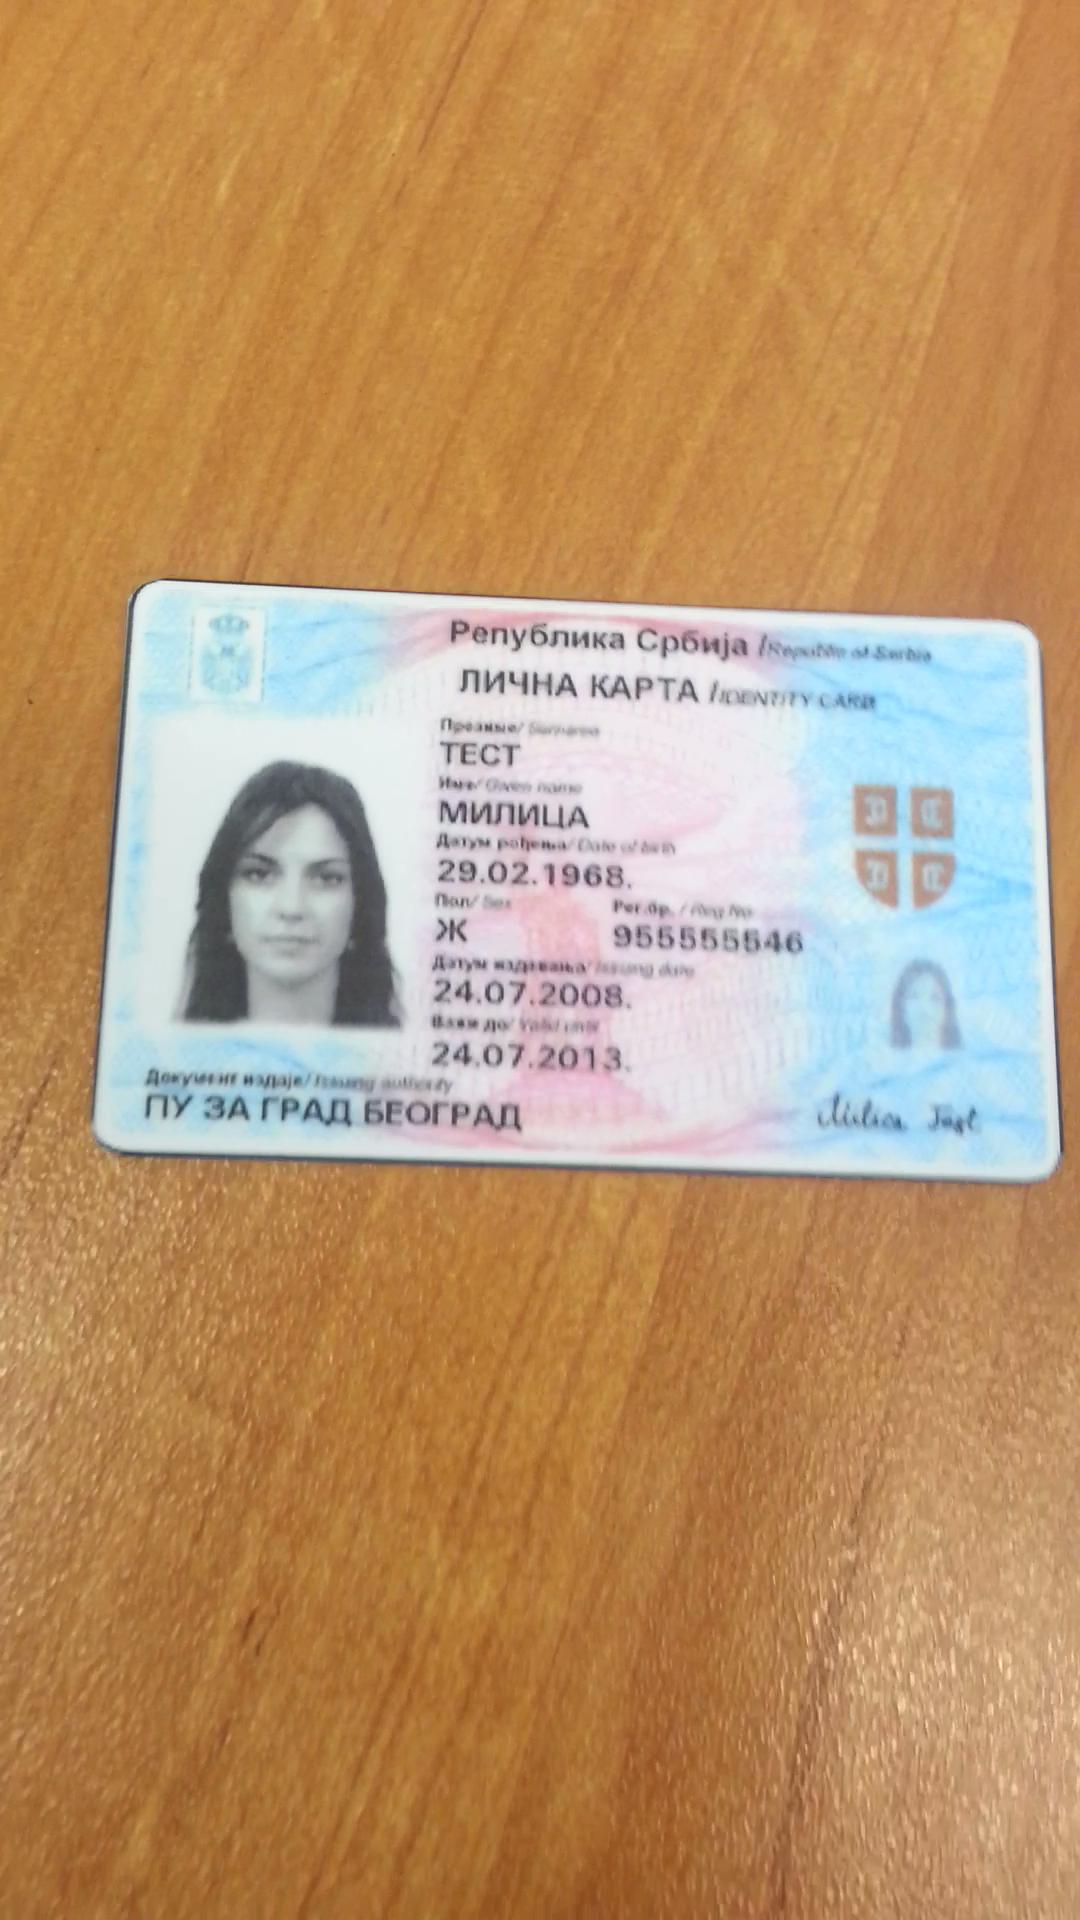 Република Србија /Republic of Serbia
ЛИЧНА КАРТА /IDENTITY CARD
Презиме/ Surname
ТЕСТ
Име/ Given name
МИЛИЦА
Датум рођења/ Date of birth
29.02.1968.
Пол/ Sex Рег.бр. / Reg No
Ж 955555546
Датум издавања/ Issuing date
24.07.2008.
Важи до/ Valid until
24.07.2013.
Документ издаје/ Issuing authority
ПУ ЗА ГРАД БЕОГРАД
Milica Test